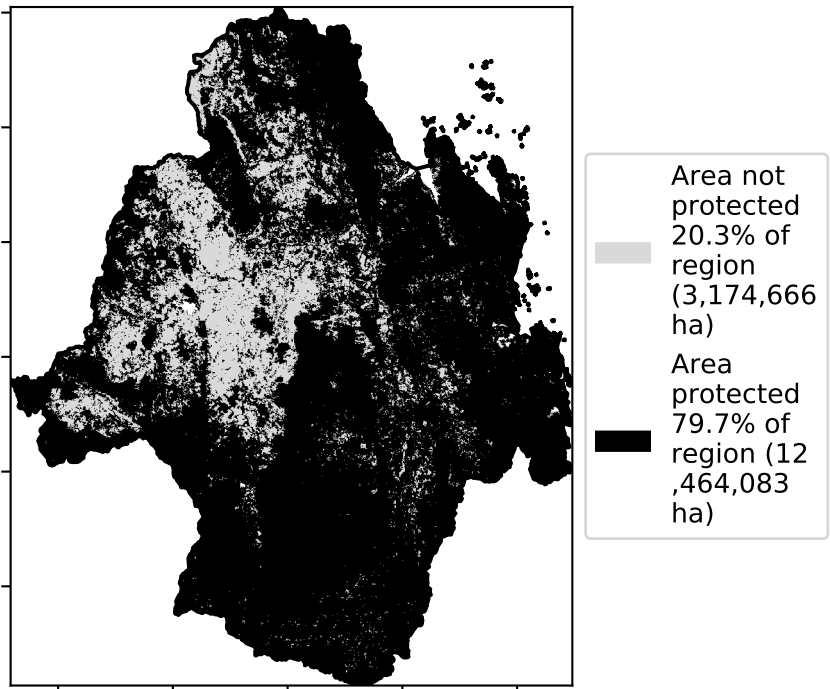 Area not
protected
20.3% of
region
(3,174,666
ha)
Area
protected
79.7% of
region (12
,464,083
ha)